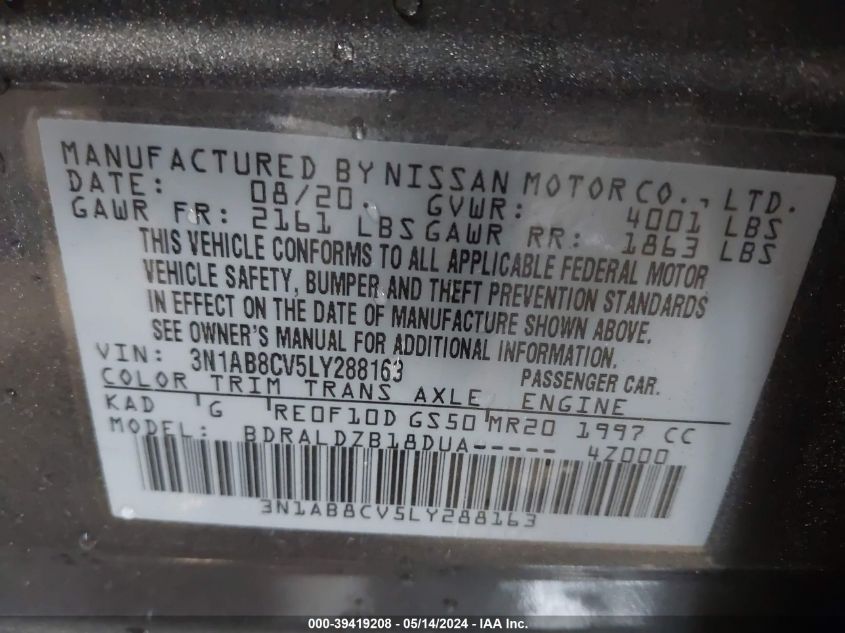 MANUFACTURED BY NISSAN MOTOR CO., LTD.
DATE: 08/20. GVWR: 4001 LBS
GAWR FR: 2161 LBS GAWR RR: 1863 LBS
THIS VEHICLE CONFORMS TO ALL APPLICABLE FEDERAL MOTOR
VEHICLE SAFETY, BUMPER AND THEFT PREVENTION STANDARDS
IN EFFECT ON THE DATE OF MANUFACTURE SHOWN ABOVE.
SEE OWNER'S MANUAL FOR ADDITIONAL INFORMATION.
VIN: 3N1AB8CV5LY288163 PASSENGER CAR.
COLOR TRIM TRANS AXLE ENGINE
KAD G RE0F10D GS50 MR20 1997 CC
MODEL: BDRALDZB18DUA----- 4Z000
3N1AB8CV5LY288163
000-39419208 - 05/14/2024 - IAAI, Inc.